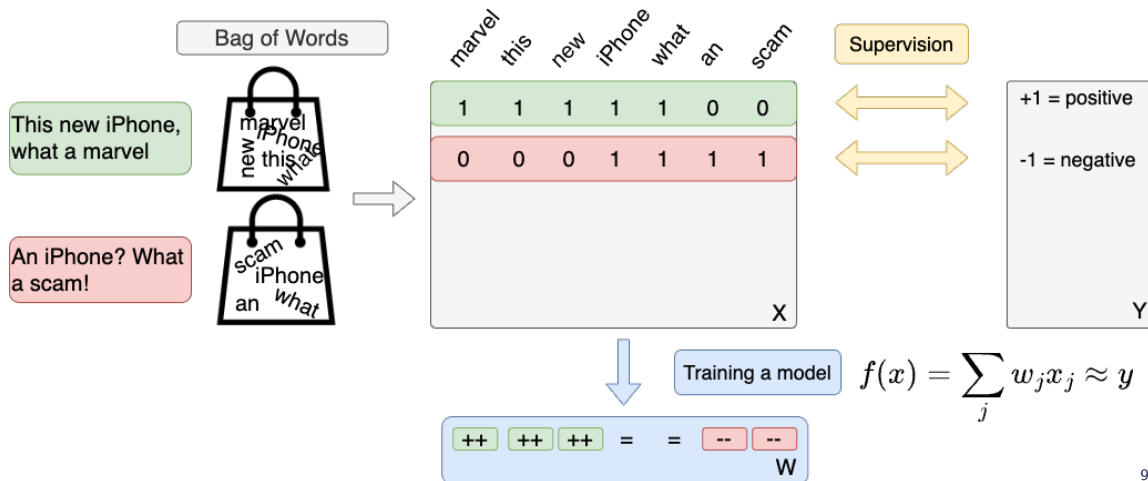 Bag of Words
marvel
this
new
iPhone
what
an
scam
Supervision
This new iPhone,
what a marvel
marvel
iPhone
new
this
what
1 1 1 1 1 0 0
+1 = positive
0 0 0 1 1 1 1
-1 = negative
An iPhone? What
a scam!
scam
iPhone
an
what
X
Y
Training a model
f(x) = ∑_j w_j x_j ≈ y
++ ++ ++ = = -- --
W
9